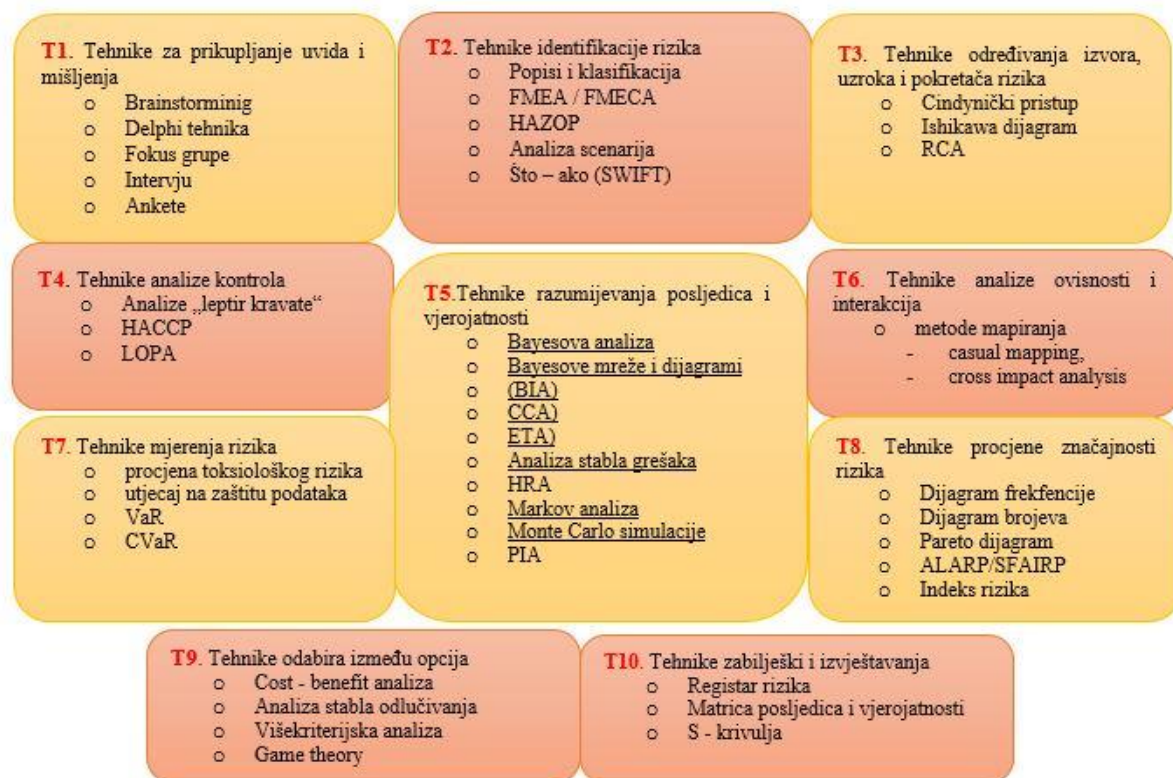 T1. Tehnike za prikupljanje uvida i
mišljenja
o Brainstorminig
o Delphi tehnika
o Fokus grupe
o Intervju
o Ankete
T2. Tehnike identifikacije rizika
o Popisi i klasifikacija
o FMEA / FMECA
o HAZOP
o Analiza scenarija
o Što – ako (SWIFT)
T3. Tehnike određivanja izvora,
uzroka i pokretača rizika
o Cindynički pristup
o Ishikawa dijagram
o RCA
T4. Tehnike analize kontrola
o Analize „leptir kravate“
o HACCP
o LOPA
T5.Tehnike razumijevanja posljedica i
vjerojatnosti
o Bayesova analiza
o Bayesove mreže i dijagrami
o (BIA)
o CCA)
o ETA)
o Analiza stabla grešaka
o HRA
o Markov analiza
o Monte Carlo simulacije
o PIA
T6. Tehnike analize ovisnosti i
interakcija
o metode mapiranja
- casual mapping,
- cross impact analysis
T7. Tehnike mjerenja rizika
o procjena toksiološkog rizika
o utjecaj na zaštitu podataka
o VaR
o CVaR
T8. Tehnike procjene značajnosti
rizika
o Dijagram frekfencije
o Dijagram brojeva
o Pareto dijagram
o ALARP/SFAIRP
o Indeks rizika
T9. Tehnike odabira između opcija
o Cost - benefit analiza
o Analiza stabla odlučivanja
o Višekriterijska analiza
o Game theory
T10. Tehnike zabilješki i izvještavanja
o Registar rizika
o Matrica posljedica i vjerojatnosti
o S - krivulja